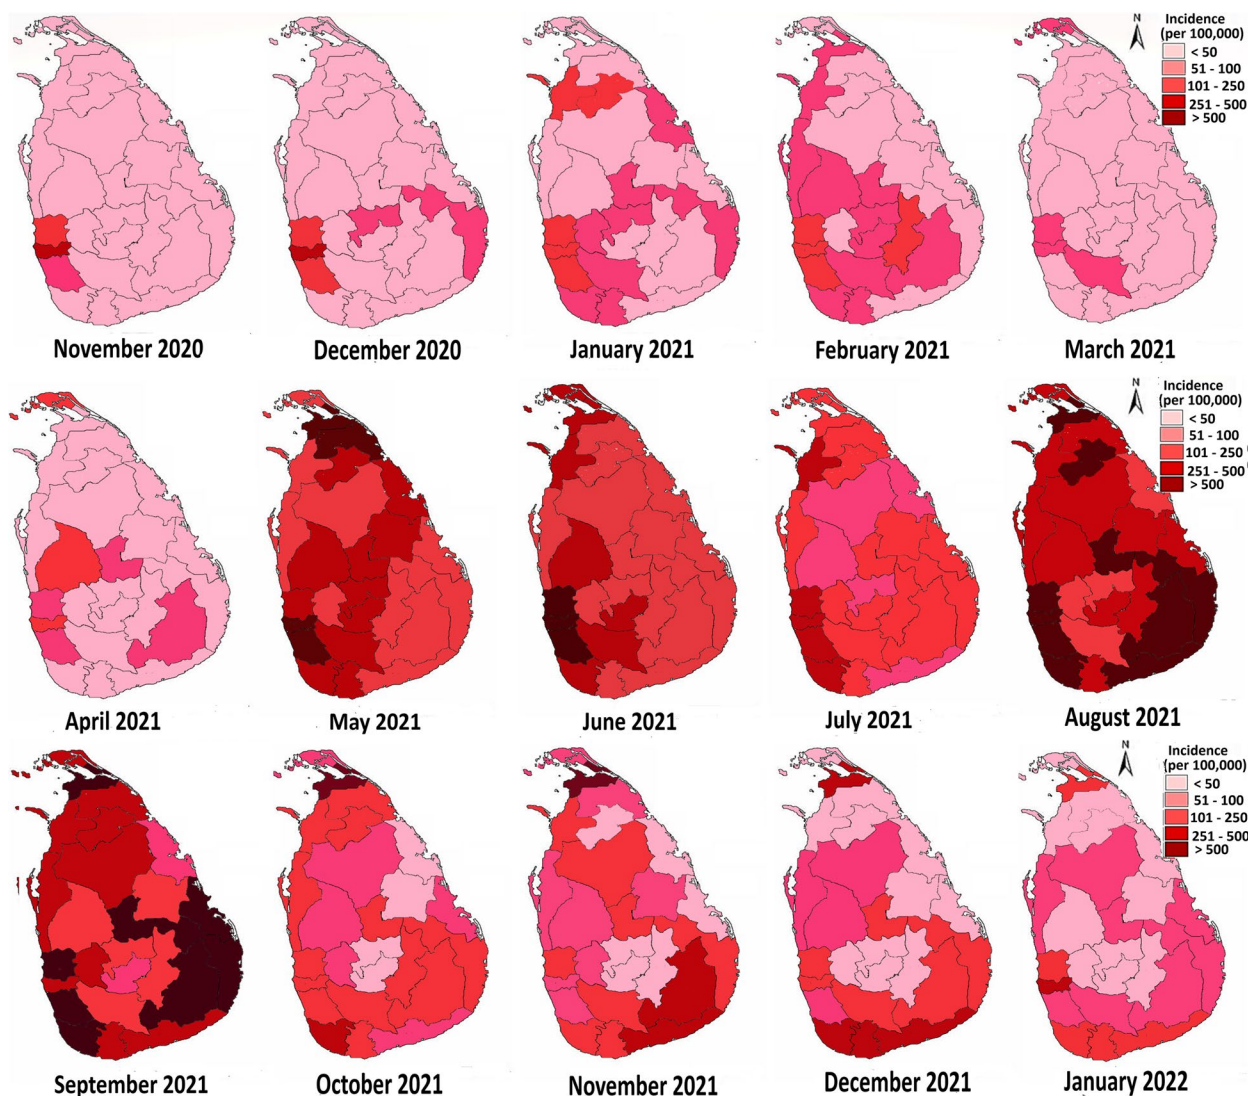 N
Incidence
(per 100,000)
< 50
51 - 100
101 - 250
251 - 500
> 500
November 2020
December 2020
January 2021
February 2021
March 2021
N
Incidence
(per 100,000)
< 50
51 - 100
101 - 250
251 - 500
> 500
April 2021
May 2021
June 2021
July 2021
August 2021
N
Incidence
(per 100,000)
< 50
51 - 100
101 - 250
251 - 500
> 500
September 2021
October 2021
November 2021
December 2021
January 2022